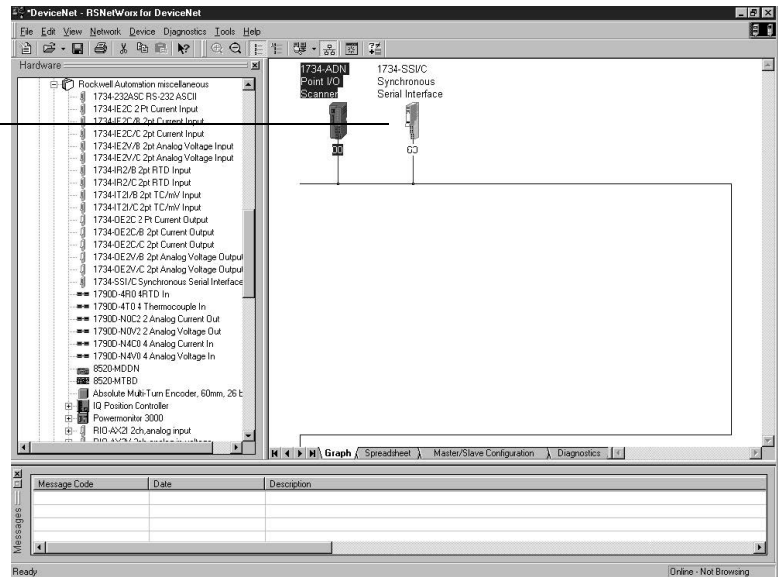 *DeviceNet - RSNetWorx for DeviceNet
File Edit View Network Device Diagnostics Tools Help
Hardware
Rockwell Automation miscellaneous
1734-232ASC RS-232 ASCII
1734-IE2C 2 Pt Current Input
1734-IE2C/B 2pt Current Input
1734-IE2C/C 2pt Current Input
1734-IE2V/B 2pt Analog Voltage Input
1734-IE2V/C 2pt Analog Voltage Input
1734-IR2/B 2pt RTD Input
1734-IR2/C 2pt RTD Input
1734-IT2I/B 2pt TC/mV Input
1734-IT2I/C 2pt TC/mV Input
1734-OE2C 2 Pt Current Output
1734-OE2C/B 2pt Current Output
1734-OE2C/C 2pt Current Output
1734-OE2V/B 2pt Analog Voltage Output
1734-OE2V/C 2pt Analog Voltage Output
1734-SSI/C Synchronous Serial Interface
1790D-4R0 4RTD In
1790D-4T0 4 Thermocouple In
1790D-N0C2 2 Analog Current Out
1790D-N0V2 2 Analog Voltage Out
1790D-N4C0 4 Analog Current In
1790D-N4V0 4 Analog Voltage In
8520-MDDN
8520-MTBD
Absolute Multi-Turn Encoder, 60mm, 26 b
IQ Position Controller
Powermonitor 3000
RIO-AX2I 2ch,analog input
1734-ADN
Point I/O
Scanner
00
1734-SSI/C
Synchronous
Serial Interface
63
Graph Spreadsheet Master/Slave Configuration Diagnostics
Messages
Message Code Date Description
Ready Online - Not Browsing